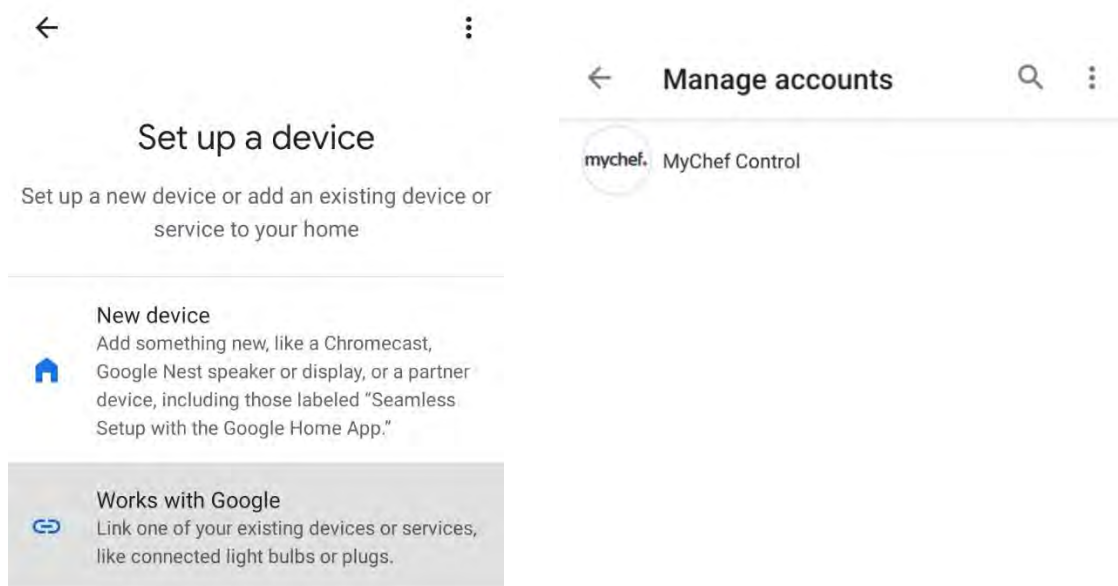 Set up a device
Set up a new device or add an existing device or
service to your home
New device
Add something new, like a Chromecast,
Google Nest speaker or display, or a partner
device, including those labeled “Seamless
Setup with the Google Home App.”
Works with Google
Link one of your existing devices or services,
like connected light bulbs or plugs.
Manage accounts
mychef. MyChef Control